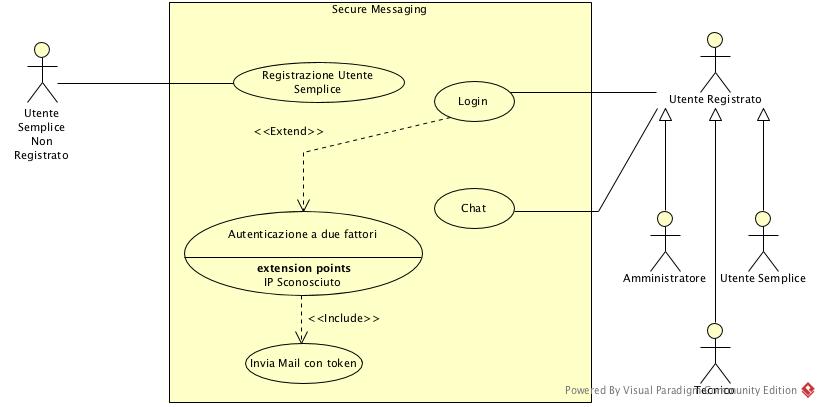 Secure Messaging
Utente
Semplice
Non
Registrato
Registrazione Utente
Semplice
Login
Utente Registrato
<<Extend>>
Chat
Autenticazione a due fattori
extension points
IP Sconosciuto
Amministratore
Utente Semplice
<<Include>>
Invia Mail con token
Tecnico
Powered By Visual Paradigm Community Edition